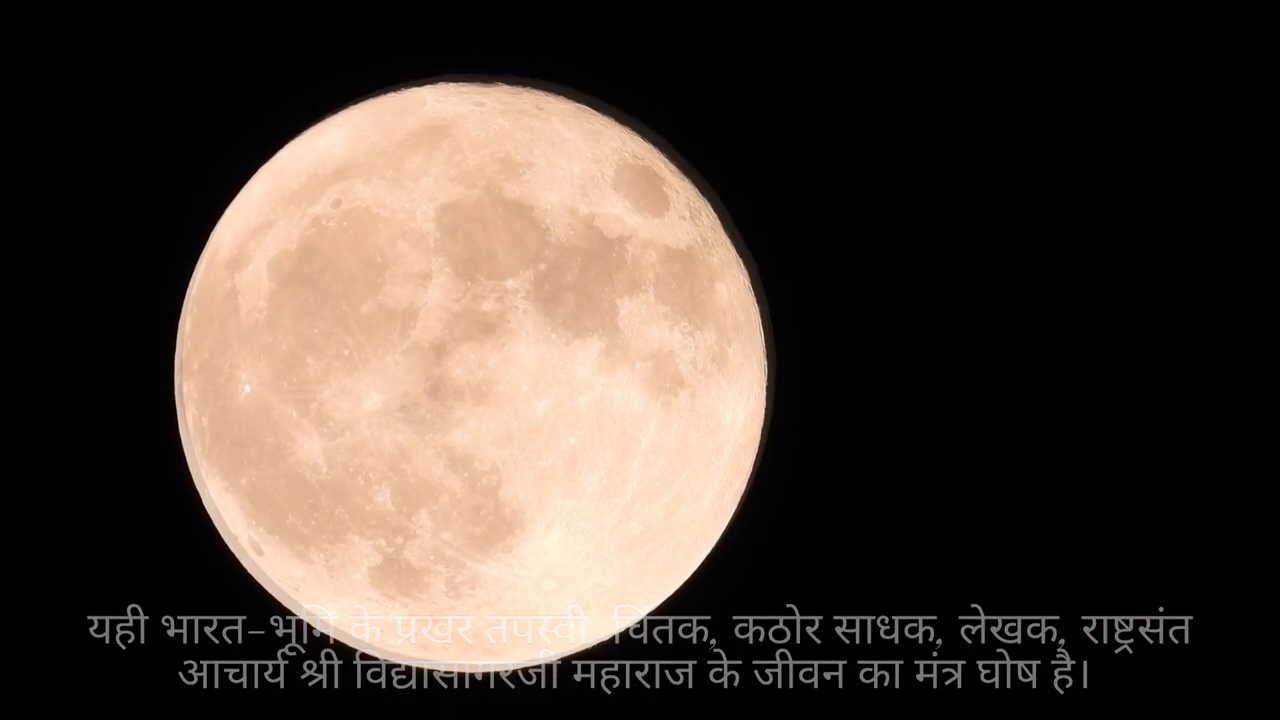 यही भारत-भूमि के प्रखर तपस्वी, चिंतक, कठोर साधक, लेखक, राष्ट्रसंत
आचार्य श्री विद्यासागरजी महाराज के जीवन का मंत्र घोष है।